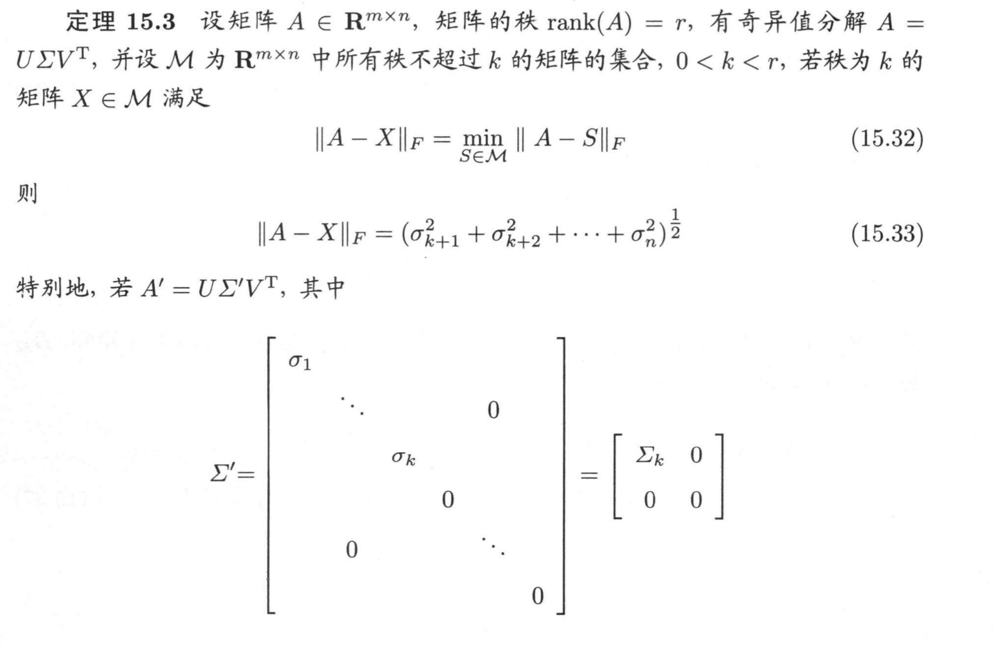 定理 15.3 设矩阵 $A \in \mathbf{R}^{m \times n}$, 矩阵的秩 $\mathrm{rank}(A) = r$, 有奇异值分解 $A =$
$U\Sigma V^{\mathrm{T}}$, 并设 $\mathcal{M}$ 为 $\mathbf{R}^{m \times n}$ 中所有秩不超过 $k$ 的矩阵的集合, $0 < k < r$, 若秩为 $k$ 的
矩阵 $X \in \mathcal{M}$ 满足
$\|A - X\|_F = \min_{S \in \mathcal{M}} \| A - S\|_F$ (15.32)
则
$\|A - X\|_F = (\sigma_{k+1}^2 + \sigma_{k+2}^2 + \cdots + \sigma_n^2)^{\frac{1}{2}}$ (15.33)
特别地, 若 $A' = U\Sigma' V^{\mathrm{T}}$, 其中
$\Sigma' = \begin{bmatrix} \sigma_1 & & & & & \\ & \ddots & & & 0 & \\ & & \sigma_k & & & \\ & & & 0 & & \\ & 0 & & & \ddots & \\ & & & & & 0 \end{bmatrix} = \begin{bmatrix} \Sigma_k & 0 \\ 0 & 0 \end{bmatrix}$